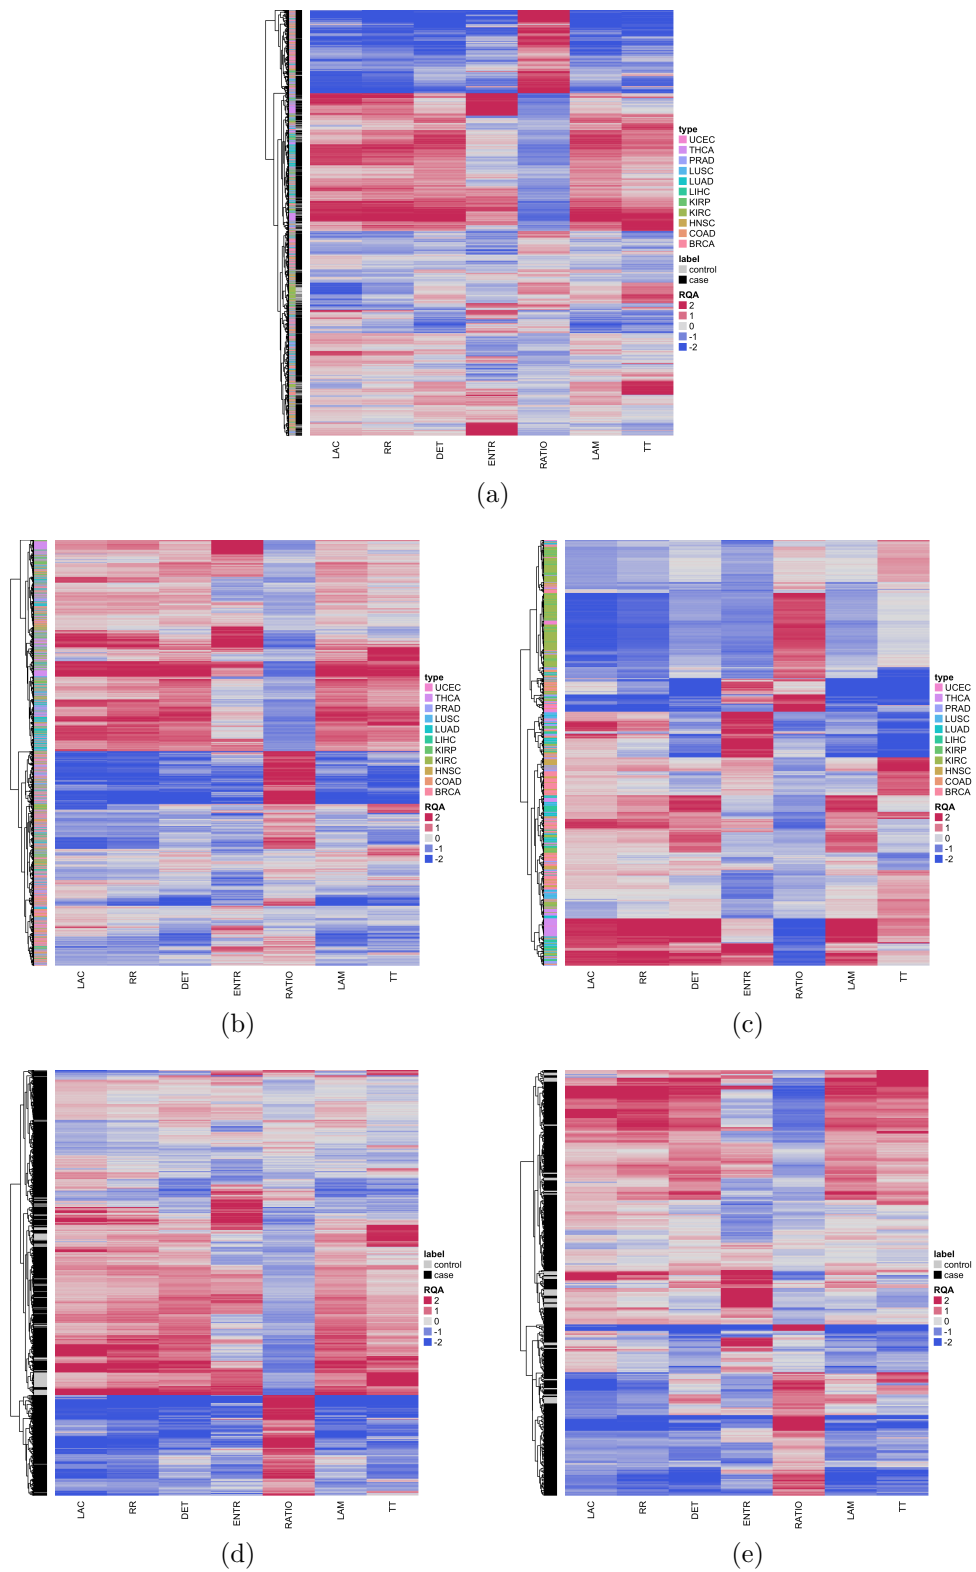 type
UCEC
THCA
PRAD
LUSC
LUAD
LIHC
KIRP
KIRC
HNSC
COAD
BRCA
label
control
case
RQA
2
1
0
-1
-2
LAC RR DET ENTR RATIO LAM TT
(a)
type
UCEC
THCA
PRAD
LUSC
LUAD
LIHC
KIRP
KIRC
HNSC
COAD
BRCA
RQA
2
1
0
-1
-2
LAC RR DET ENTR RATIO LAM TT
(b)
type
UCEC
THCA
PRAD
LUSC
LUAD
LIHC
KIRP
KIRC
HNSC
COAD
BRCA
RQA
2
1
0
-1
-2
LAC RR DET ENTR RATIO LAM TT
(c)
label
control
case
RQA
2
1
0
-1
-2
LAC RR DET ENTR RATIO LAM TT
(d)
label
control
case
RQA
2
1
0
-1
-2
LAC RR DET ENTR RATIO LAM TT
(e)